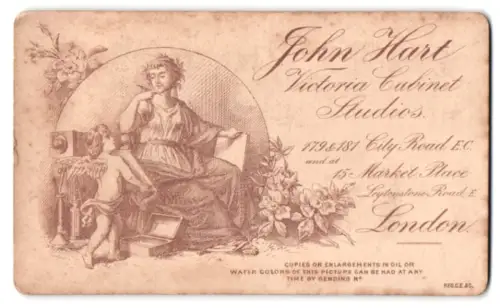 John Hart
Victoria Cabinet
Studios.
179 & 181 City Road E.C.
and at
15 Market Place
Leytonstone Road, E.
London.
COPIES OR ENLARGEMENTS IN OIL OR
WATER COLORS OF THIS PICTURE CAN BE HAD AT ANY
TIME BY SENDING Nº